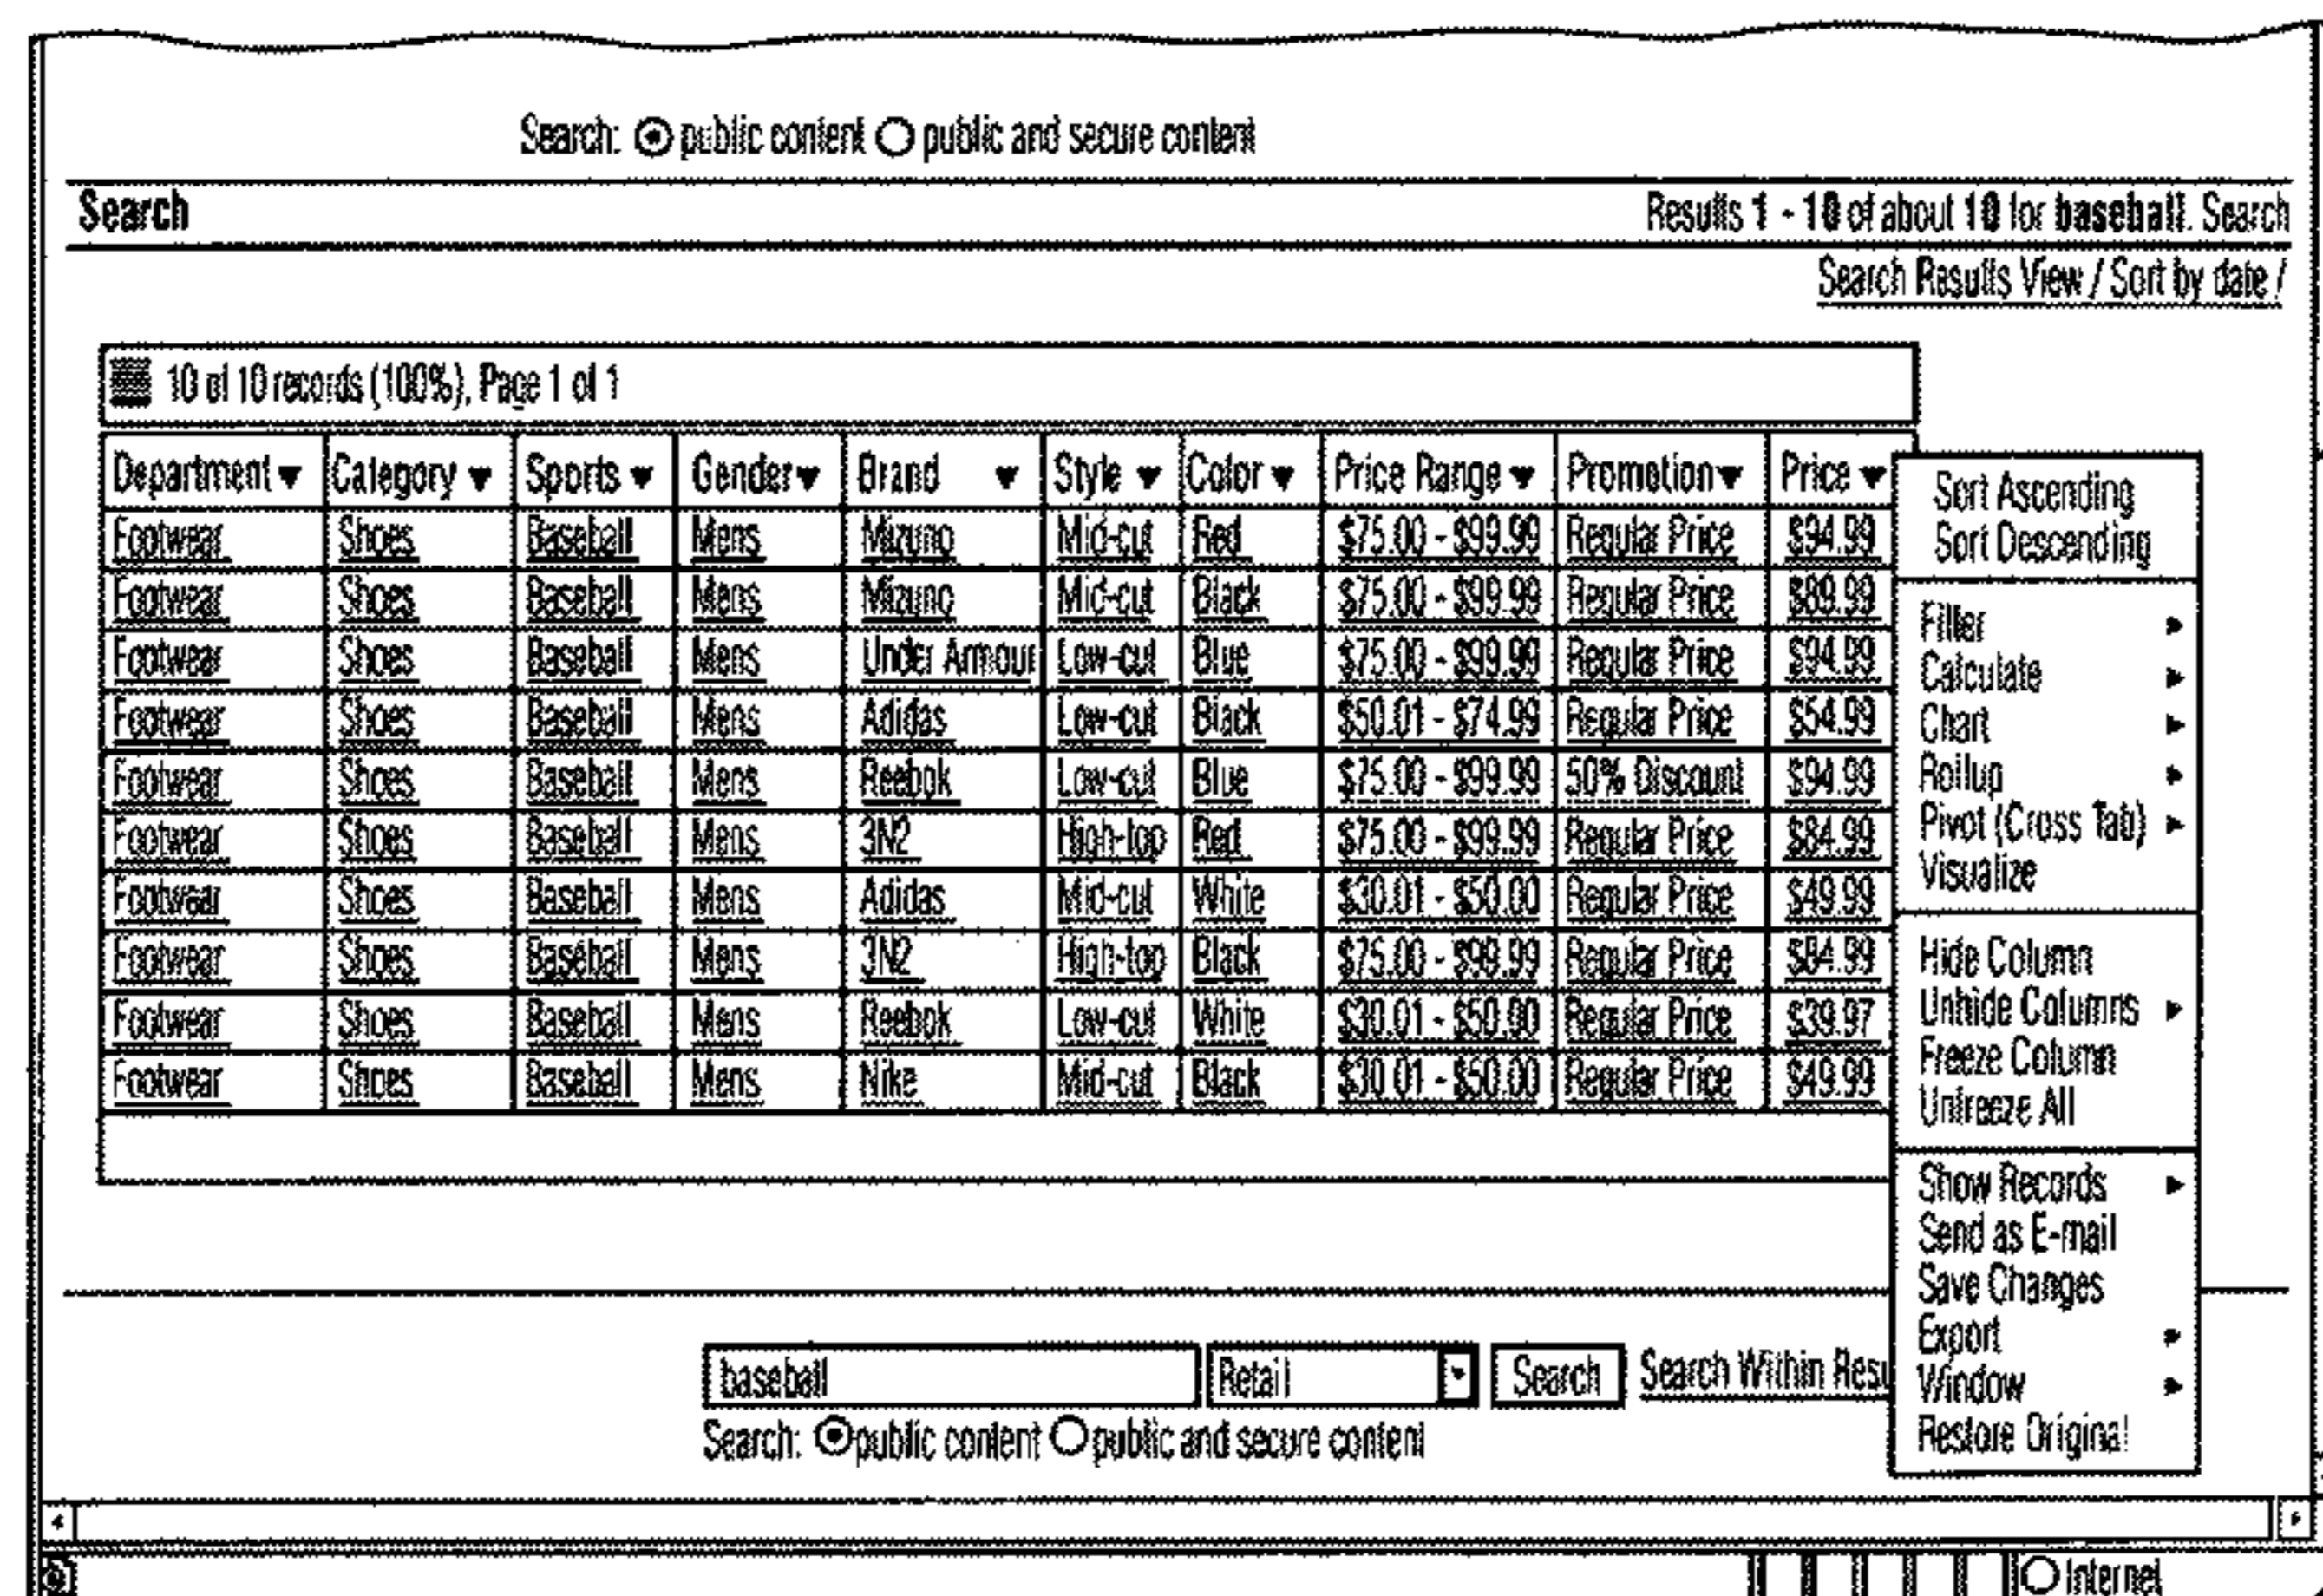 Search: public content public and secure content
Search Results 1 - 10 of about 10 for baseball. Search
Search Results View / Sort by date /
10 of 10 records (100%), Page 1 of 1
Department Category Sports Gender Brand Style Color Price Range Promotion Price
Footwear Shoes Baseball Mens Mizuno Mid-cut Red $75.00 - $99.99 Regular Price $94.99
Footwear Shoes Baseball Mens Mizuno Mid-cut Black $75.00 - $99.99 Regular Price $89.99
Footwear Shoes Baseball Mens Under Armour Low-cut Blue $75.00 - $99.99 Regular Price $94.99
Footwear Shoes Baseball Mens Adidas Low-cut Black $50.01 - $74.99 Regular Price $54.99
Footwear Shoes Baseball Mens Reebok Low-cut Blue $75.00 - $99.99 50% Discount $94.99
Footwear Shoes Baseball Mens 3N2 High-top Red $75.00 - $99.99 Regular Price $84.99
Footwear Shoes Baseball Mens Adidas Mid-cut White $30.01 - $50.00 Regular Price $49.99
Footwear Shoes Baseball Mens 3N2 High-top Black $75.00 - $99.99 Regular Price $84.99
Footwear Shoes Baseball Mens Reebok Low-cut White $30.01 - $50.00 Regular Price $39.97
Footwear Shoes Baseball Mens Nike Mid-cut Black $30.01 - $50.00 Regular Price $49.99
Sort Ascending
Sort Descending
Filter
Calculate
Chart
Rollup
Pivot (Cross Tab)
Visualize
Hide Column
Unhide Columns
Freeze Column
Unfreeze All
Show Records
Send as E-mail
Save Changes
Export
Window
Restore Original
baseball Retail Search Search Within Resu
Search: public content public and secure content
Internet